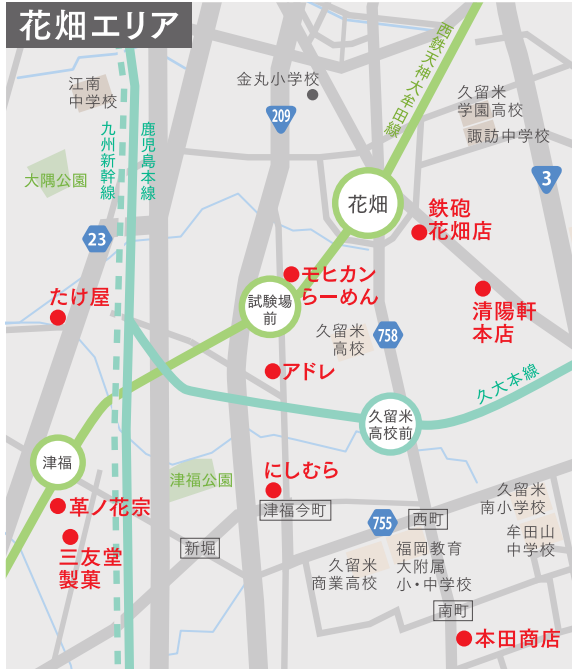 花畑エリア
西鉄天神大牟田線
金丸小学校
江南
中学校
久留米
学園高校
209
諏訪中学校
九州新幹線
鹿児島本線
大隅公園
3
花畑
鉄砲
花畑店
23
モヒカン
らーめん
たけ屋
試験場
前
清陽軒
本店
久留米
高校
758
アドレ
久大本線
久留米
高校前
津福
津福公園
にしむら
革ノ花宗
津福今町
久留米
南小学校
755
西町
三友堂
製菓
新堀
牟田山
中学校
久留米
商業高校
福岡教育
大附属
小・中学校
南町
本田商店